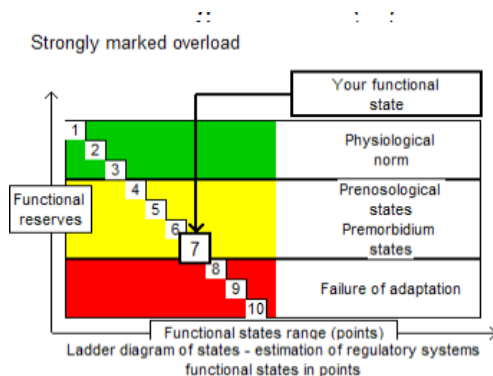 Strongly marked overload
Your functional
state
1
2
3
4
5
6
7
8
9
10
Physiological
norm
Prenosological
states
Premorbidium
states
Failure of adaptation
Functional
reserves
Functional states range (points)
Ladder diagram of states - estimation of regulatory systems
functional states in points